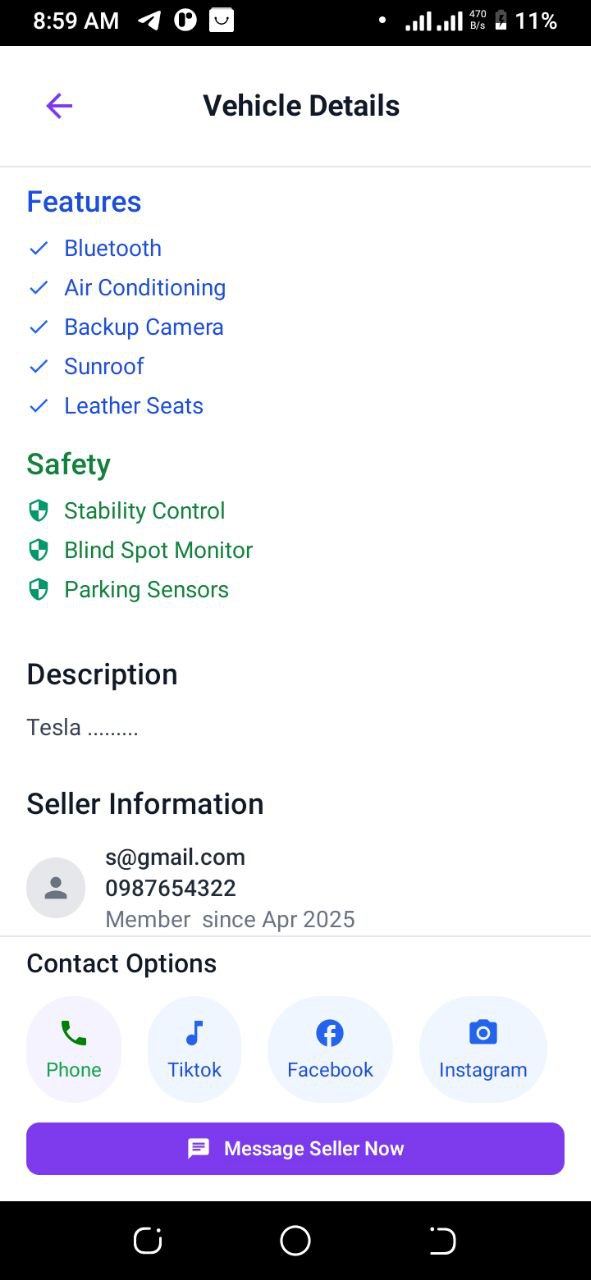 8:59 AM 470 B/s 11%
Vehicle Details
Features
Bluetooth
Air Conditioning
Backup Camera
Sunroof
Leather Seats
Safety
Stability Control
Blind Spot Monitor
Parking Sensors
Description
Tesla .........
Seller Information
s@gmail.com
0987654322
Member  since Apr 2025
Contact Options
Phone Tiktok Facebook Instagram
Message Seller Now